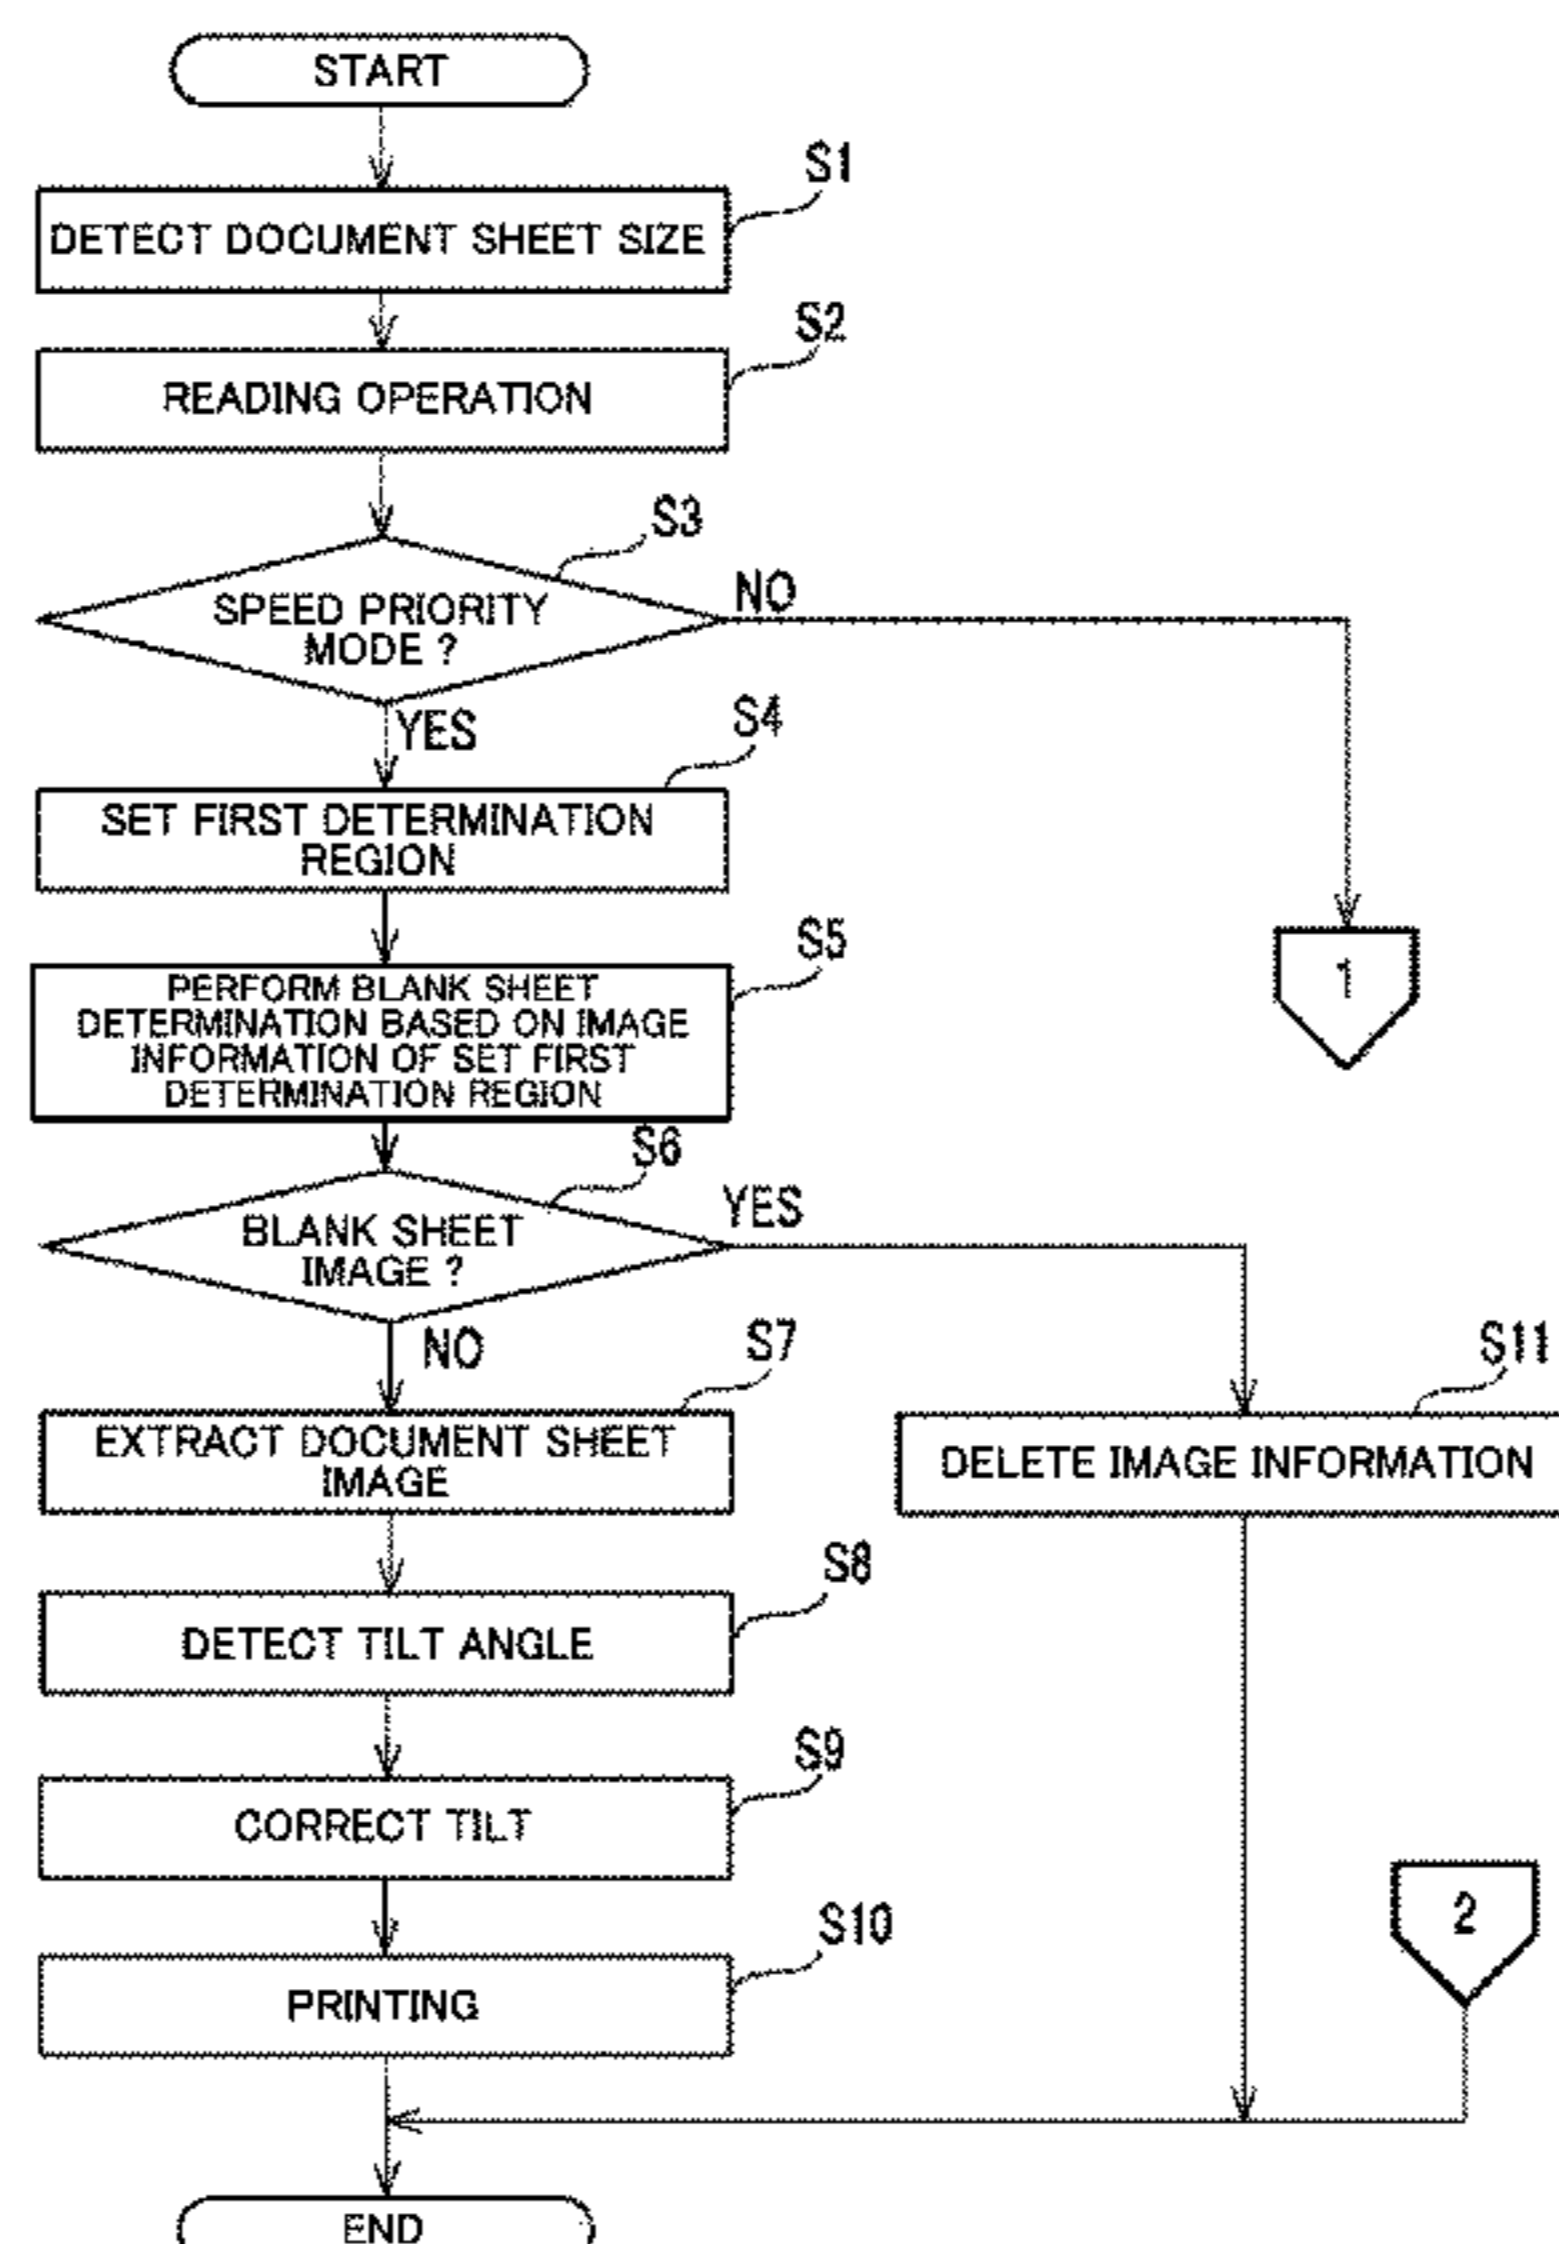 START
S1
DETECT DOCUMENT SHEET SIZE
S2
READING OPERATION
S3
SPEED PRIORITY
MODE ?
NO
YES
S4
SET FIRST DETERMINATION
REGION
1
S5
PERFORM BLANK SHEET
DETERMINATION BASED ON IMAGE
INFORMATION OF SET FIRST
DETERMINATION REGION
S6
BLANK SHEET
IMAGE ?
YES
NO
S7
EXTRACT DOCUMENT SHEET
IMAGE
S11
DELETE IMAGE INFORMATION
S8
DETECT TILT ANGLE
S9
CORRECT TILT
S10
PRINTING
2
END